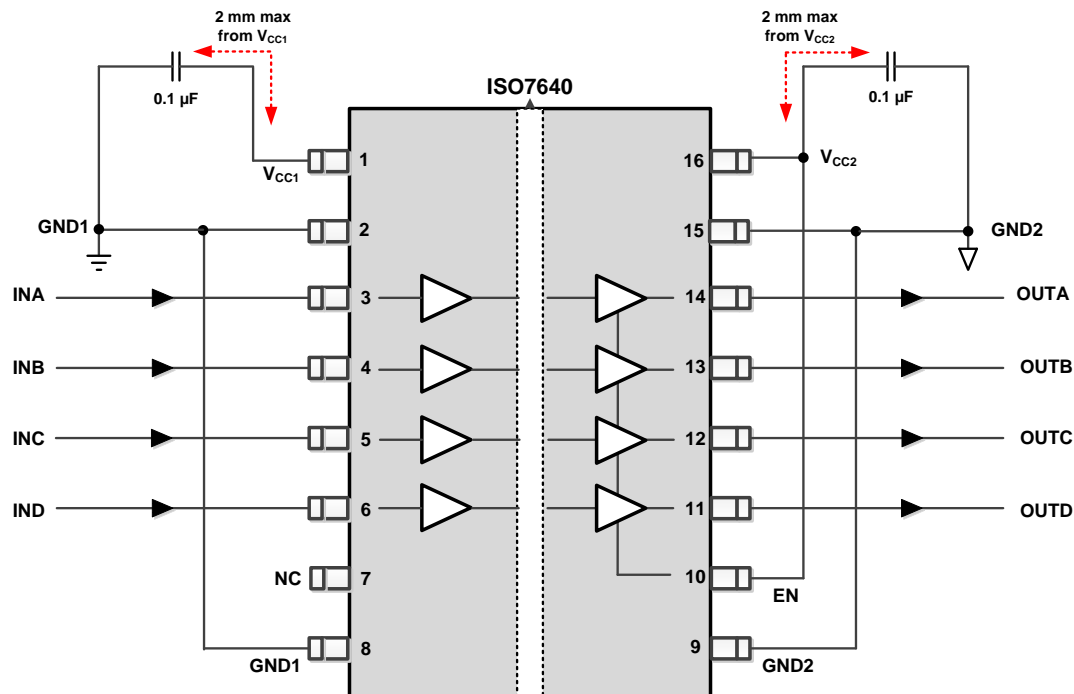 2 mm max
from VCC1
2 mm max
from VCC2
0.1 µF
0.1 µF
ISO7640
1
16
VCC1
VCC2
GND1
2
15
GND2
INA
3
14
OUTA
INB
4
13
OUTB
INC
5
12
OUTC
IND
6
11
OUTD
NC
7
10
EN
8
9
GND1
GND2